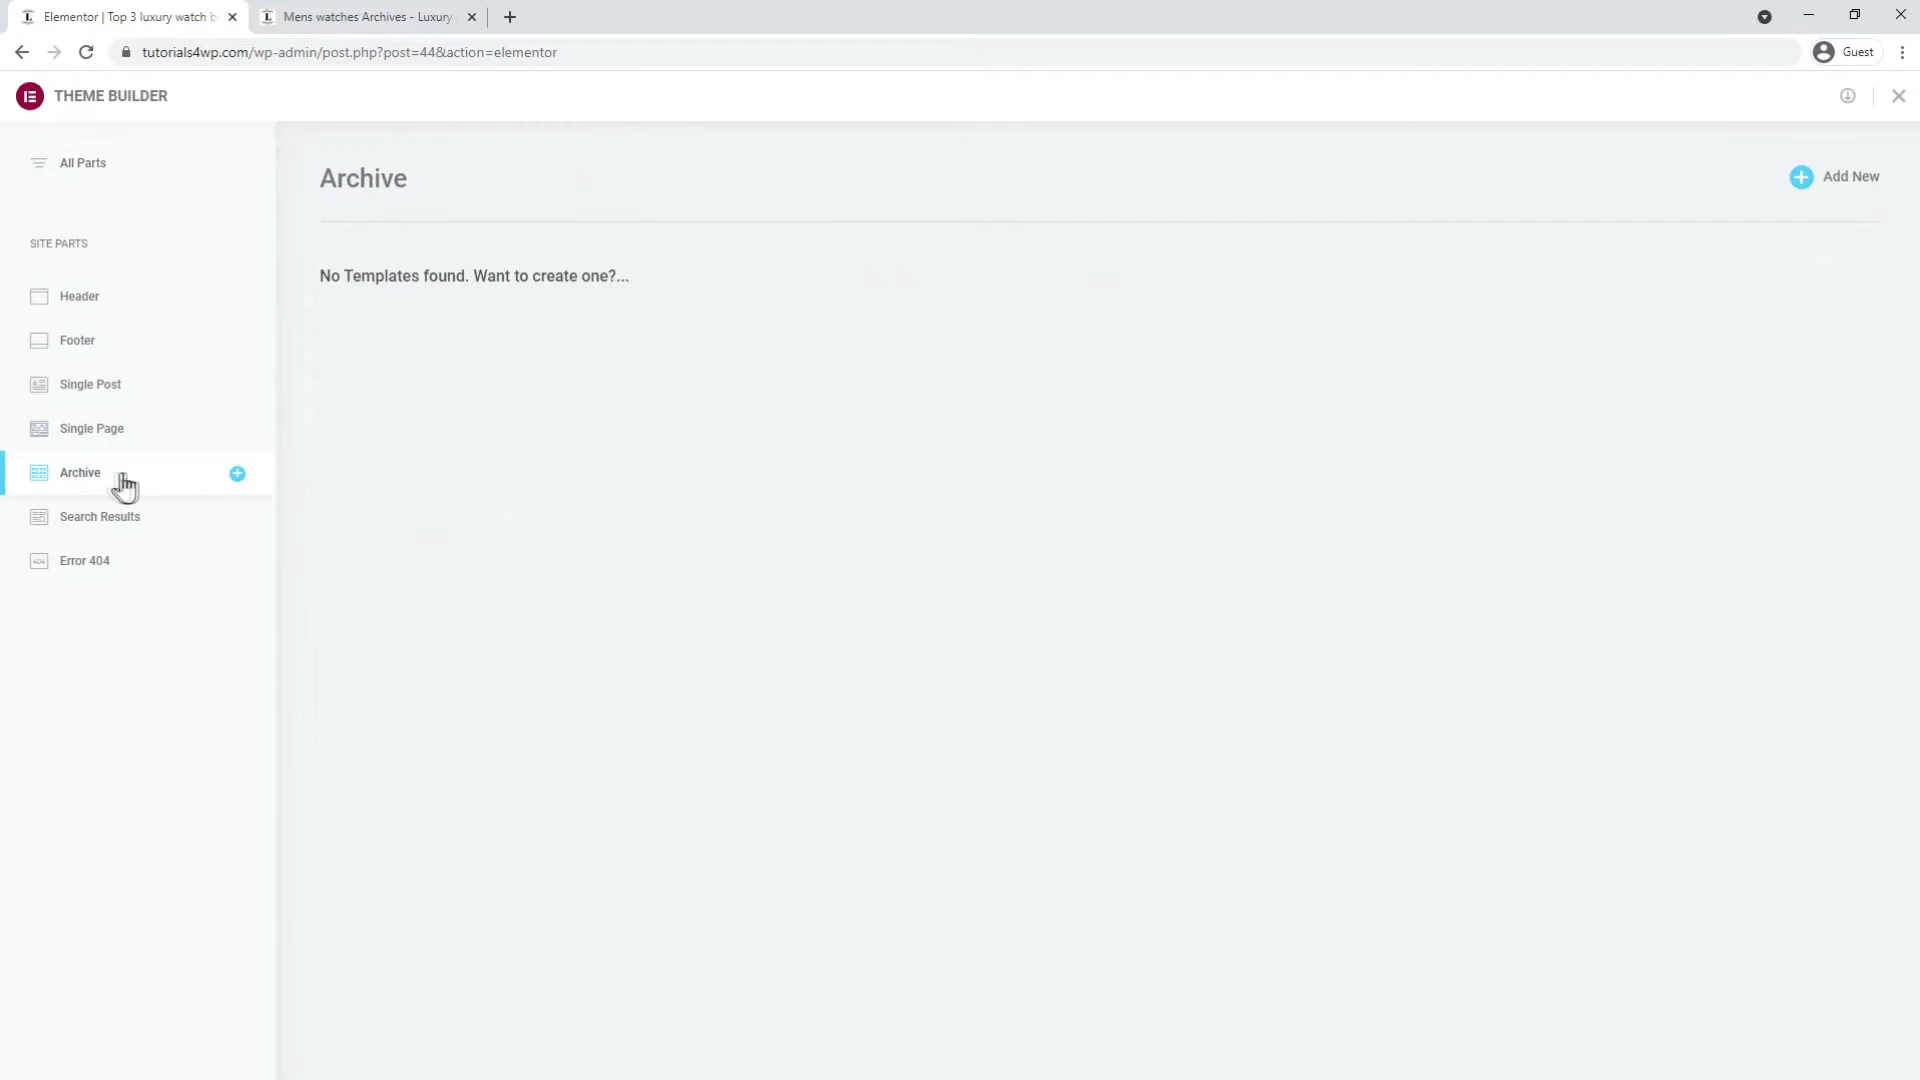 Elementor | Top 3 luxury watch b
Mens watches Archives - Luxury
tutorials4wp.com/wp-admin/post.php?post=44&action=elementor
Guest
THEME BUILDER
All Parts
Archive
Add New
SITE PARTS
No Templates found. Want to create one?...
Header
Footer
Single Post
Single Page
Archive
Search Results
404
Error 404